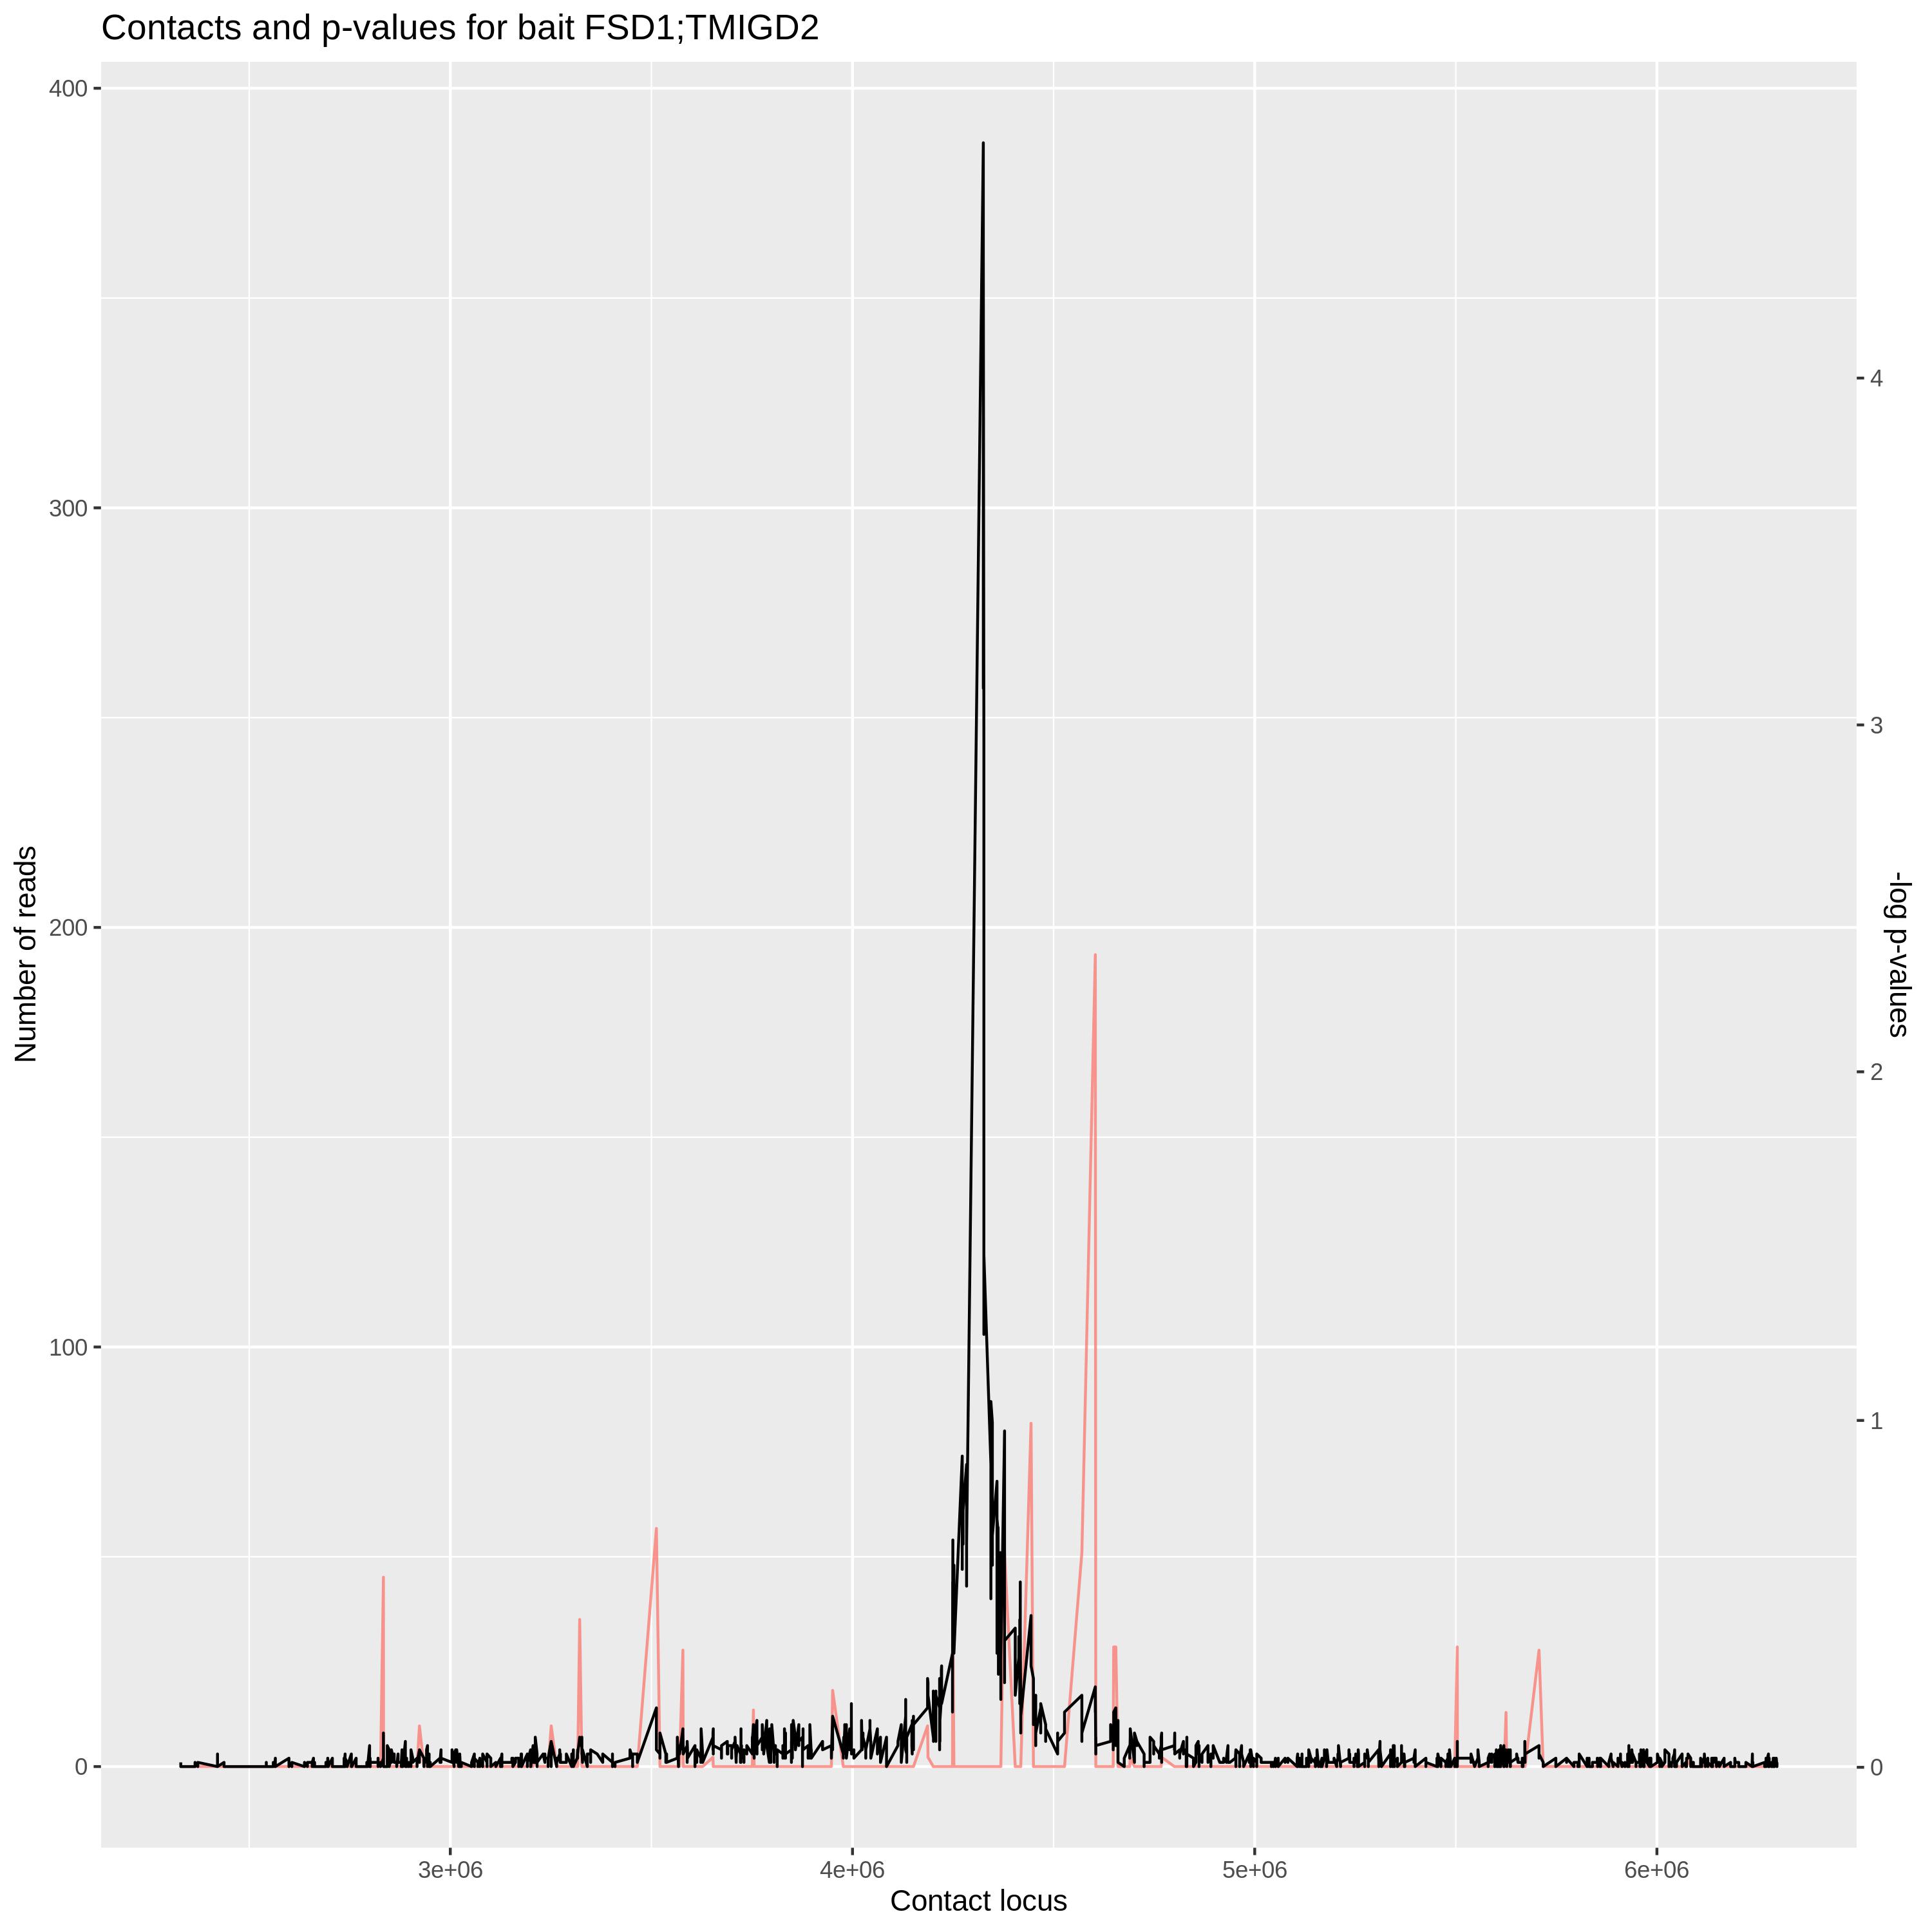 Contacts and p-values for bait FSD1;TMIGD2
400
300
200
100
0
Number of reads
4
3
2
1
0
-log p-values
3e+06
4e+06
5e+06
6e+06
Contact locus